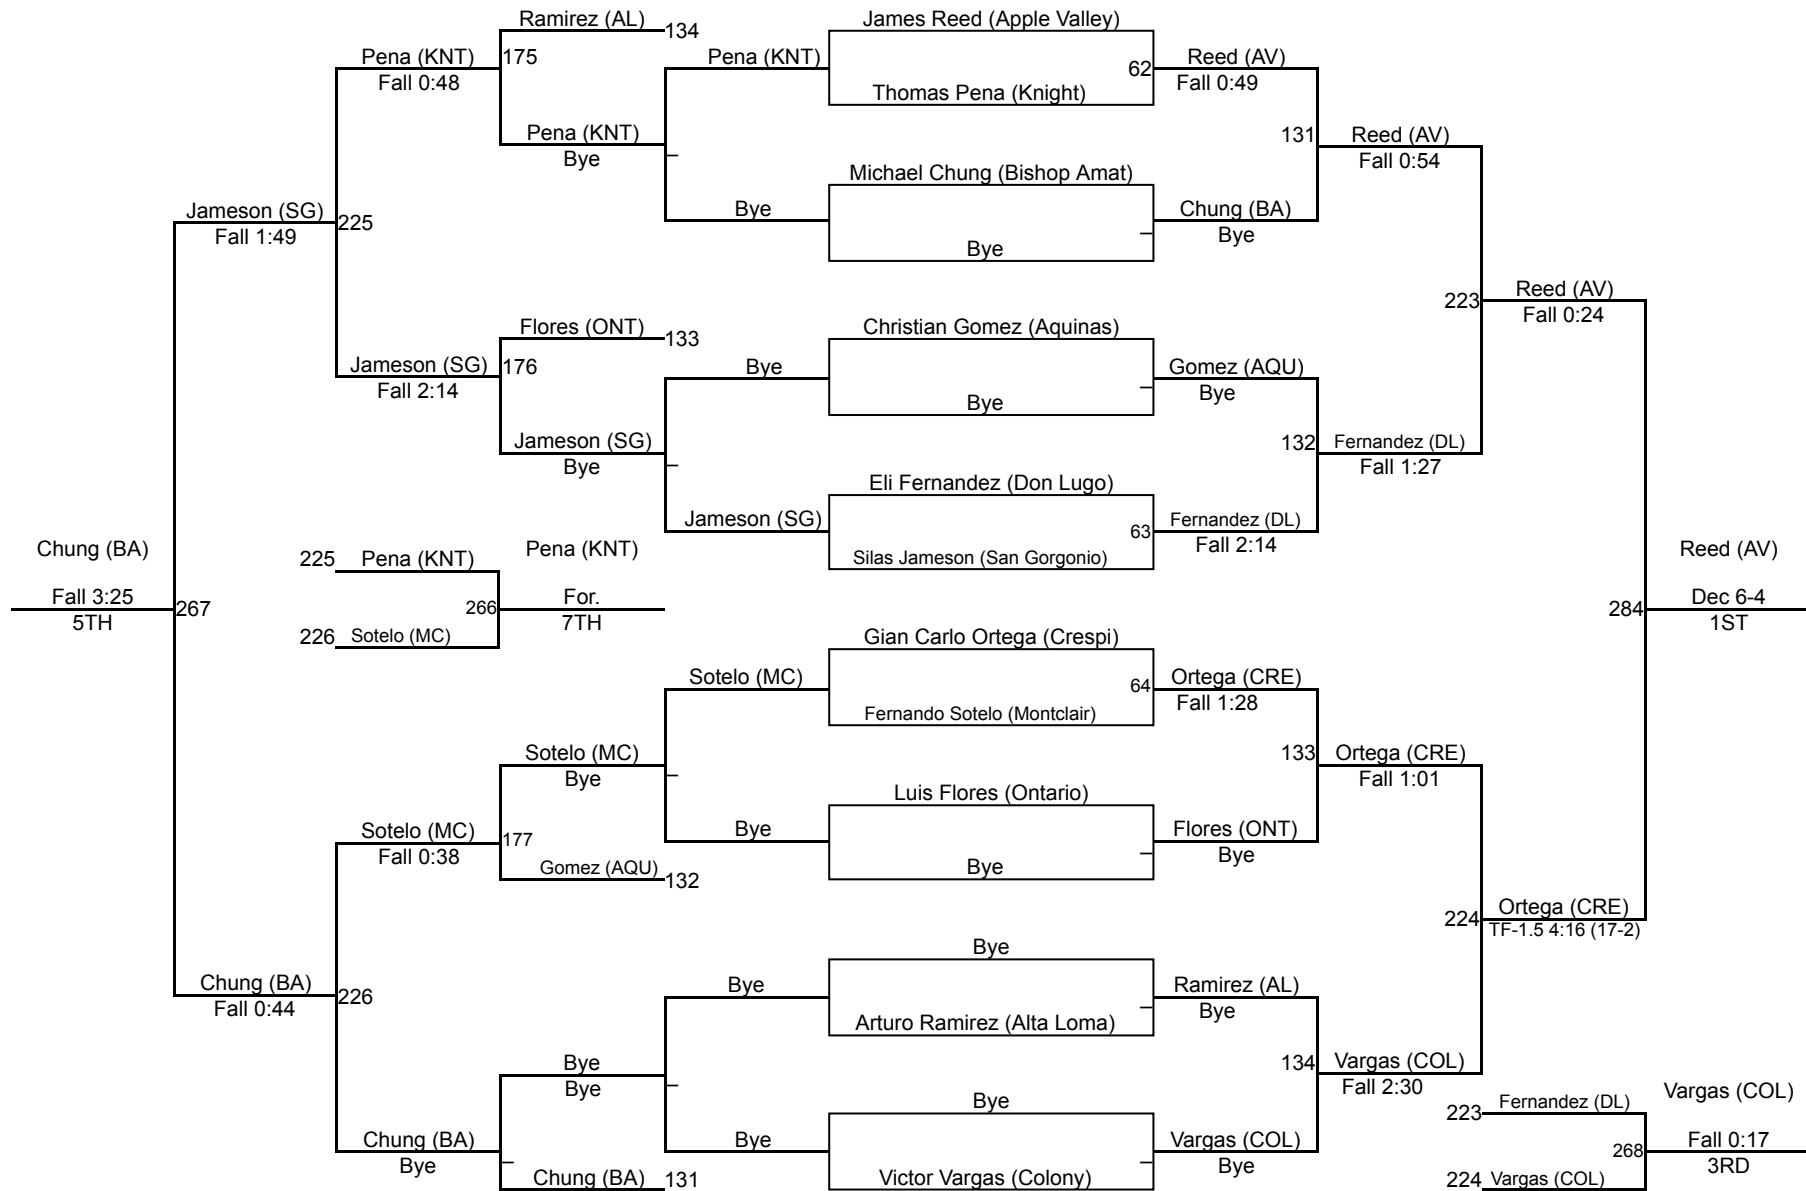 Ramirez (AL)
134
James Reed (Apple Valley)
Pena (KNT)
Fall 0:48
175
Pena (KNT)
62
Reed (AV)
Fall 0:49
Thomas Pena (Knight)
Pena (KNT)
Bye
131
Reed (AV)
Fall 0:54
Michael Chung (Bishop Amat)
Jameson (SG)
Fall 1:49
225
Bye
Chung (BA)
Bye
Bye
223
Reed (AV)
Fall 0:24
Flores (ONT)
133
Christian Gomez (Aquinas)
Jameson (SG)
Fall 2:14
176
Bye
Gomez (AQU)
Bye
Bye
Jameson (SG)
Bye
132
Fernandez (DL)
Fall 1:27
Eli Fernandez (Don Lugo)
Jameson (SG)
63
Fernandez (DL)
Fall 2:14
Silas Jameson (San Gorgonio)
Chung (BA)
Fall 3:25
5TH
267
225
Pena (KNT)
226
Sotelo (MC)
266
Pena (KNT)
For.
7TH
284
Reed (AV)
Dec 6-4
1ST
Gian Carlo Ortega (Crespi)
Sotelo (MC)
64
Ortega (CRE)
Fall 1:28
Fernando Sotelo (Montclair)
Sotelo (MC)
Bye
133
Ortega (CRE)
Fall 1:01
Luis Flores (Ontario)
Sotelo (MC)
Fall 0:38
177
Bye
Flores (ONT)
Bye
Bye
Gomez (AQU)
132
224
Ortega (CRE)
TF-1.5 4:16 (17-2)
Bye
Chung (BA)
Fall 0:44
226
Bye
Ramirez (AL)
Bye
Arturo Ramirez (Alta Loma)
Bye
Bye
134
Vargas (COL)
Fall 2:30
Bye
Chung (BA)
Bye
Bye
Vargas (COL)
Bye
Victor Vargas (Colony)
Chung (BA)
131
223
Fernandez (DL)
224
Vargas (COL)
268
Vargas (COL)
Fall 0:17
3RD